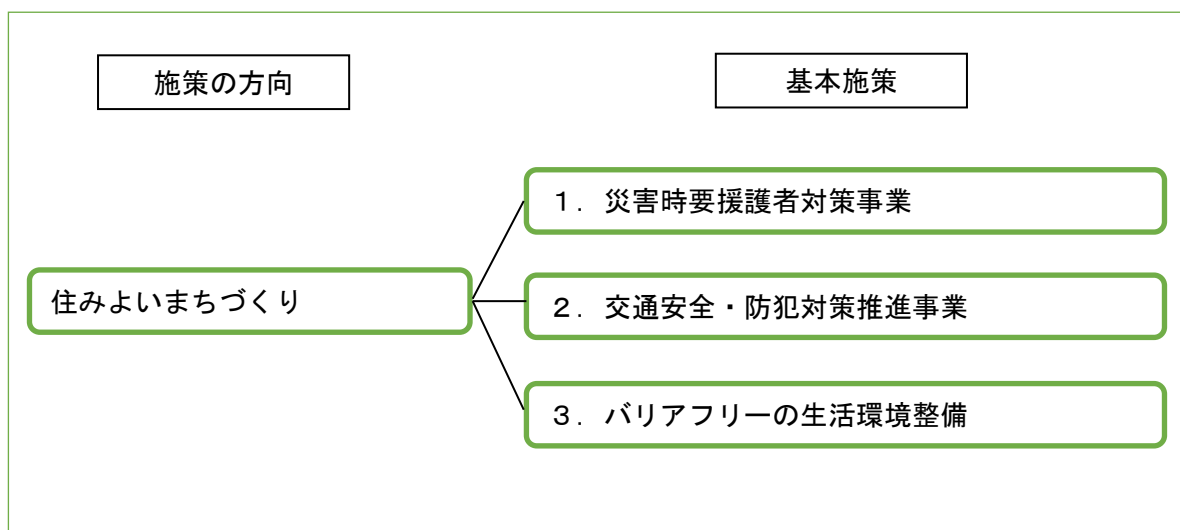 施策の方向
基本施策
１．災害時要援護者対策事業
住みよいまちづくり
２．交通安全・防犯対策推進事業
３．バリアフリーの生活環境整備